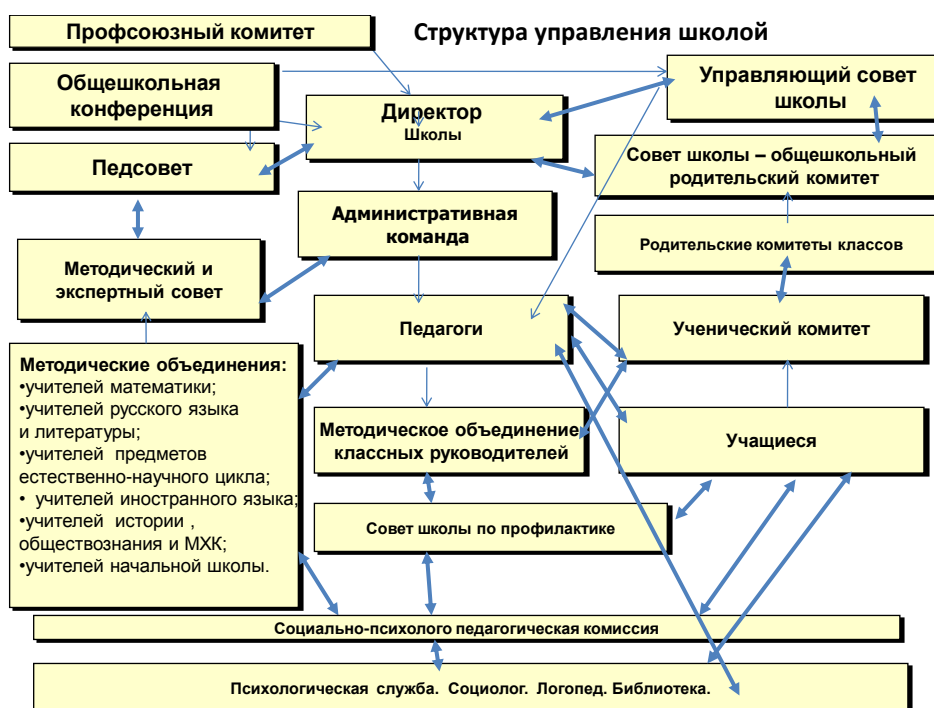 Профсоюзный комитет
Структура управления школой
Общешкольная
конференция
Директор
Школы
Управляющий совет
школы
Педсовет
Совет школы – общешкольный
родительский комитет
Административная
команда
Родительские комитеты классов
Методический и
экспертный совет
Педагоги
Ученический комитет
Методические объединения:
•учителей математики;
•учителей русского языка
и литературы;
•учителей предметов
естественно-научного цикла;
• учителей иностранного языка;
•учителей истории ,
обществознания и МХК;
•учителей начальной школы.
Методическое объединение
классных руководителей
Учащиеся
Совет школы по профилактике
Социально-психолого педагогическая комиссия
Психологическая служба. Социолог. Логопед. Библиотека.